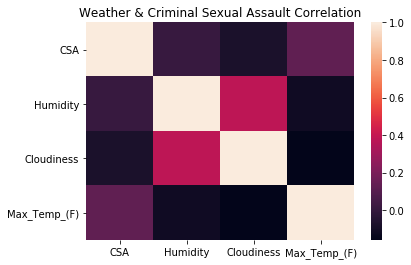 Weather & Criminal Sexual Assault Correlation
CSA
Humidity
Cloudiness
Max_Temp_(F)
CSA
Humidity
Cloudiness
Max_Temp_(F)
1.0
0.8
0.6
0.4
0.2
0.0